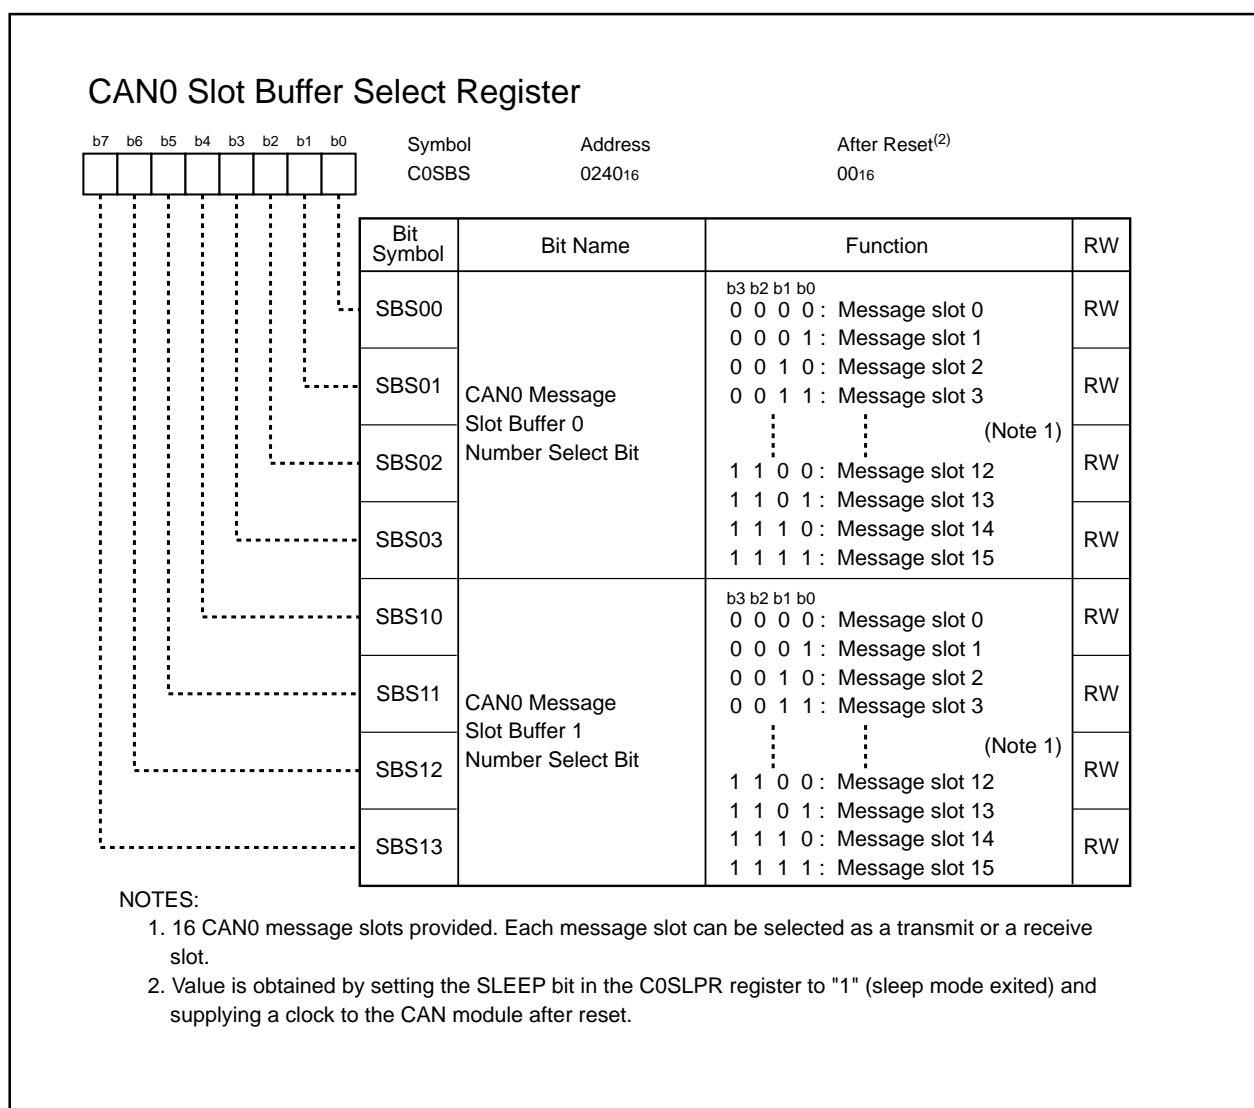 CAN0 Slot Buffer Select Register
b7 b6 b5 b4 b3 b2 b1 b0
Symbol Address After Reset(2)
C0SBS 024016 0016
Bit Symbol Bit Name Function RW
b3 b2 b1 b0
SBS00 0 0 0 0 : Message slot 0 RW
0 0 0 1 : Message slot 1
0 0 1 0 : Message slot 2
SBS01 CAN0 Message 0 0 1 1 : Message slot 3 RW
Slot Buffer 0 (Note 1)
SBS02 Number Select Bit 1 1 0 0 : Message slot 12 RW
1 1 0 1 : Message slot 13
1 1 1 0 : Message slot 14
SBS03 1 1 1 1 : Message slot 15 RW
b3 b2 b1 b0
SBS10 0 0 0 0 : Message slot 0 RW
0 0 0 1 : Message slot 1
0 0 1 0 : Message slot 2
SBS11 CAN0 Message 0 0 1 1 : Message slot 3 RW
Slot Buffer 1 (Note 1)
SBS12 Number Select Bit 1 1 0 0 : Message slot 12 RW
1 1 0 1 : Message slot 13
1 1 1 0 : Message slot 14
SBS13 1 1 1 1 : Message slot 15 RW
NOTES:
1. 16 CAN0 message slots provided. Each message slot can be selected as a transmit or a receive
slot.
2. Value is obtained by setting the SLEEP bit in the C0SLPR register to "1" (sleep mode exited) and
supplying a clock to the CAN module after reset.